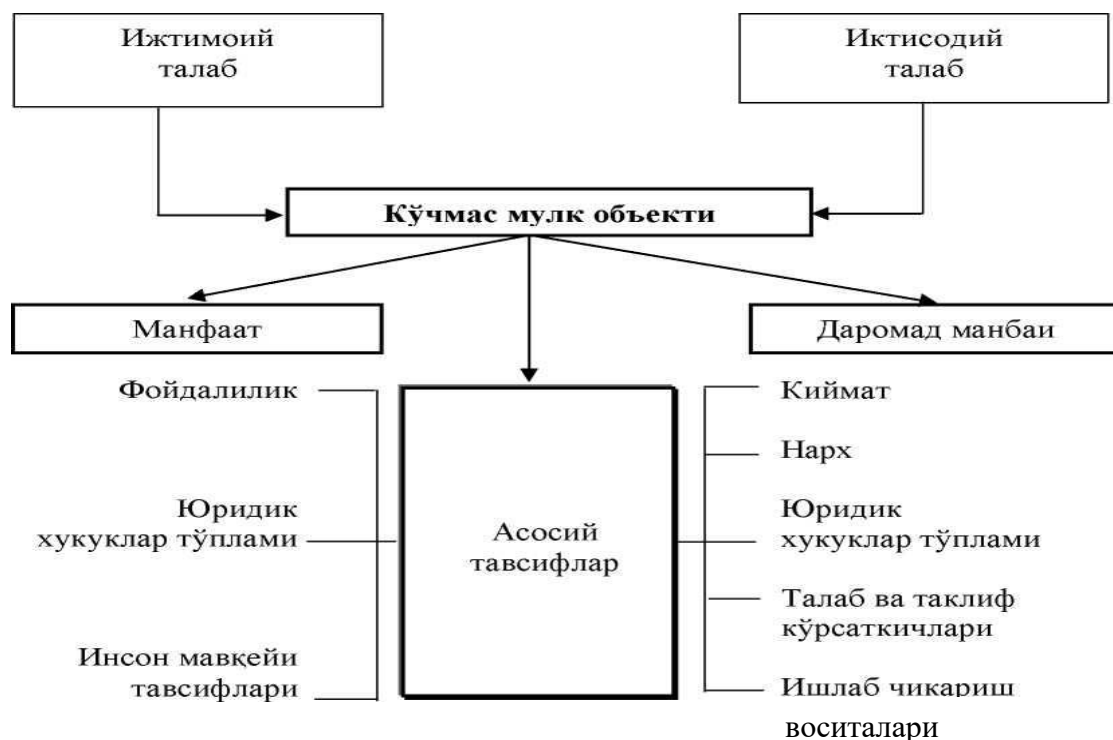 Ижтимоий
талаб
Иктисодий
талаб
Кўчмас мулк объекти
Манфаат
Даромад манбаи
Фойдалилик
Юридик
хукуклар тўплами
Инсон мавқейи
тавсифлари
Асосий
тавсифлар
Киймат
Нарх
Юридик
хукуклар тўплами
Талаб ва таклиф
кўрсаткичлари
Ишлаб чикариш
воситалари